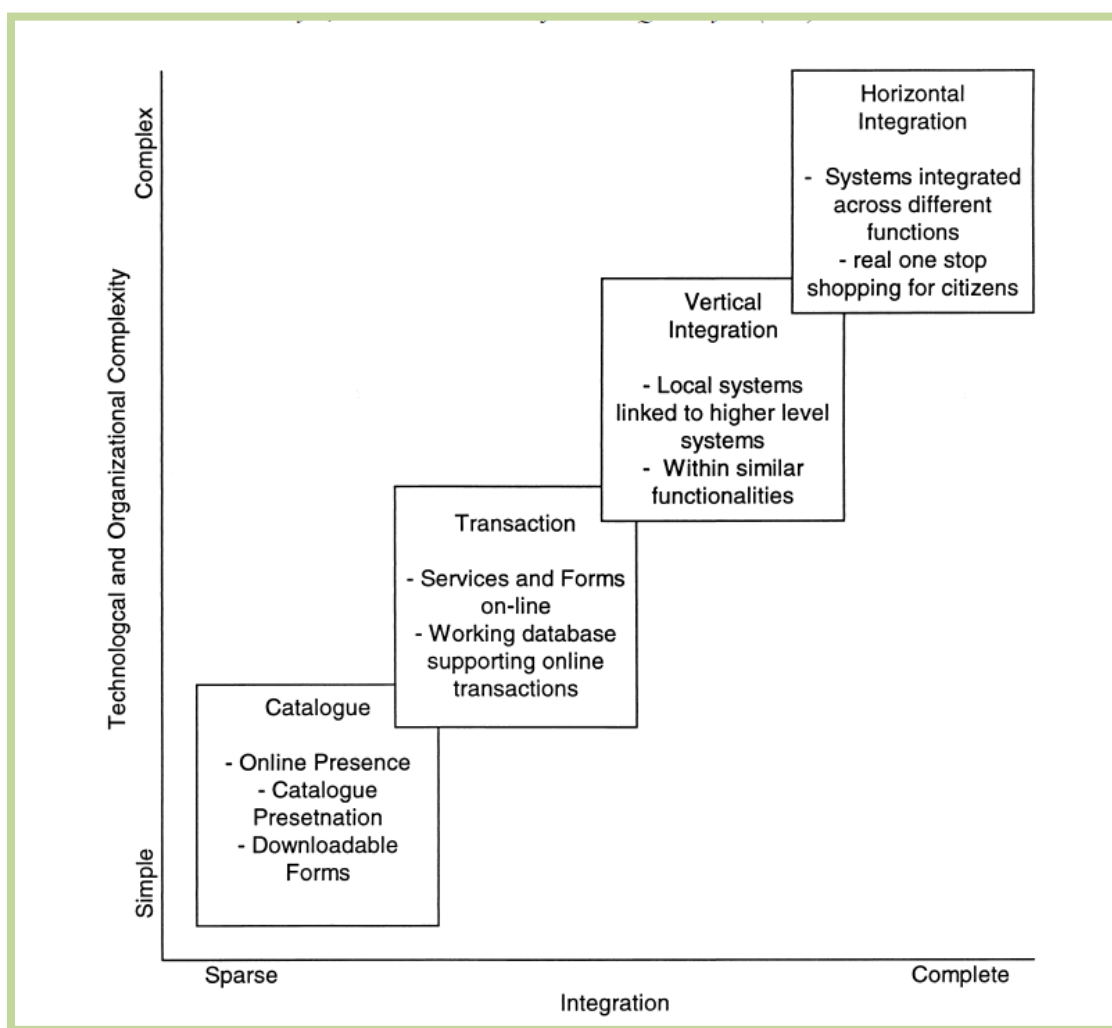 Complex
Technologcal and Organizational Complexity
Simple
Horizontal
Integration
- Systems integrated
across different
functions
- real one stop
shopping for citizens
Vertical
Integration
- Local systems
linked to higher level
systems
- Within similar
functionalities
Transaction
- Services and Forms
on-line
- Working database
supporting online
transactions
Catalogue
- Online Presence
- Catalogue
Presetnation
- Downloadable
Forms
Sparse
Complete
Integration